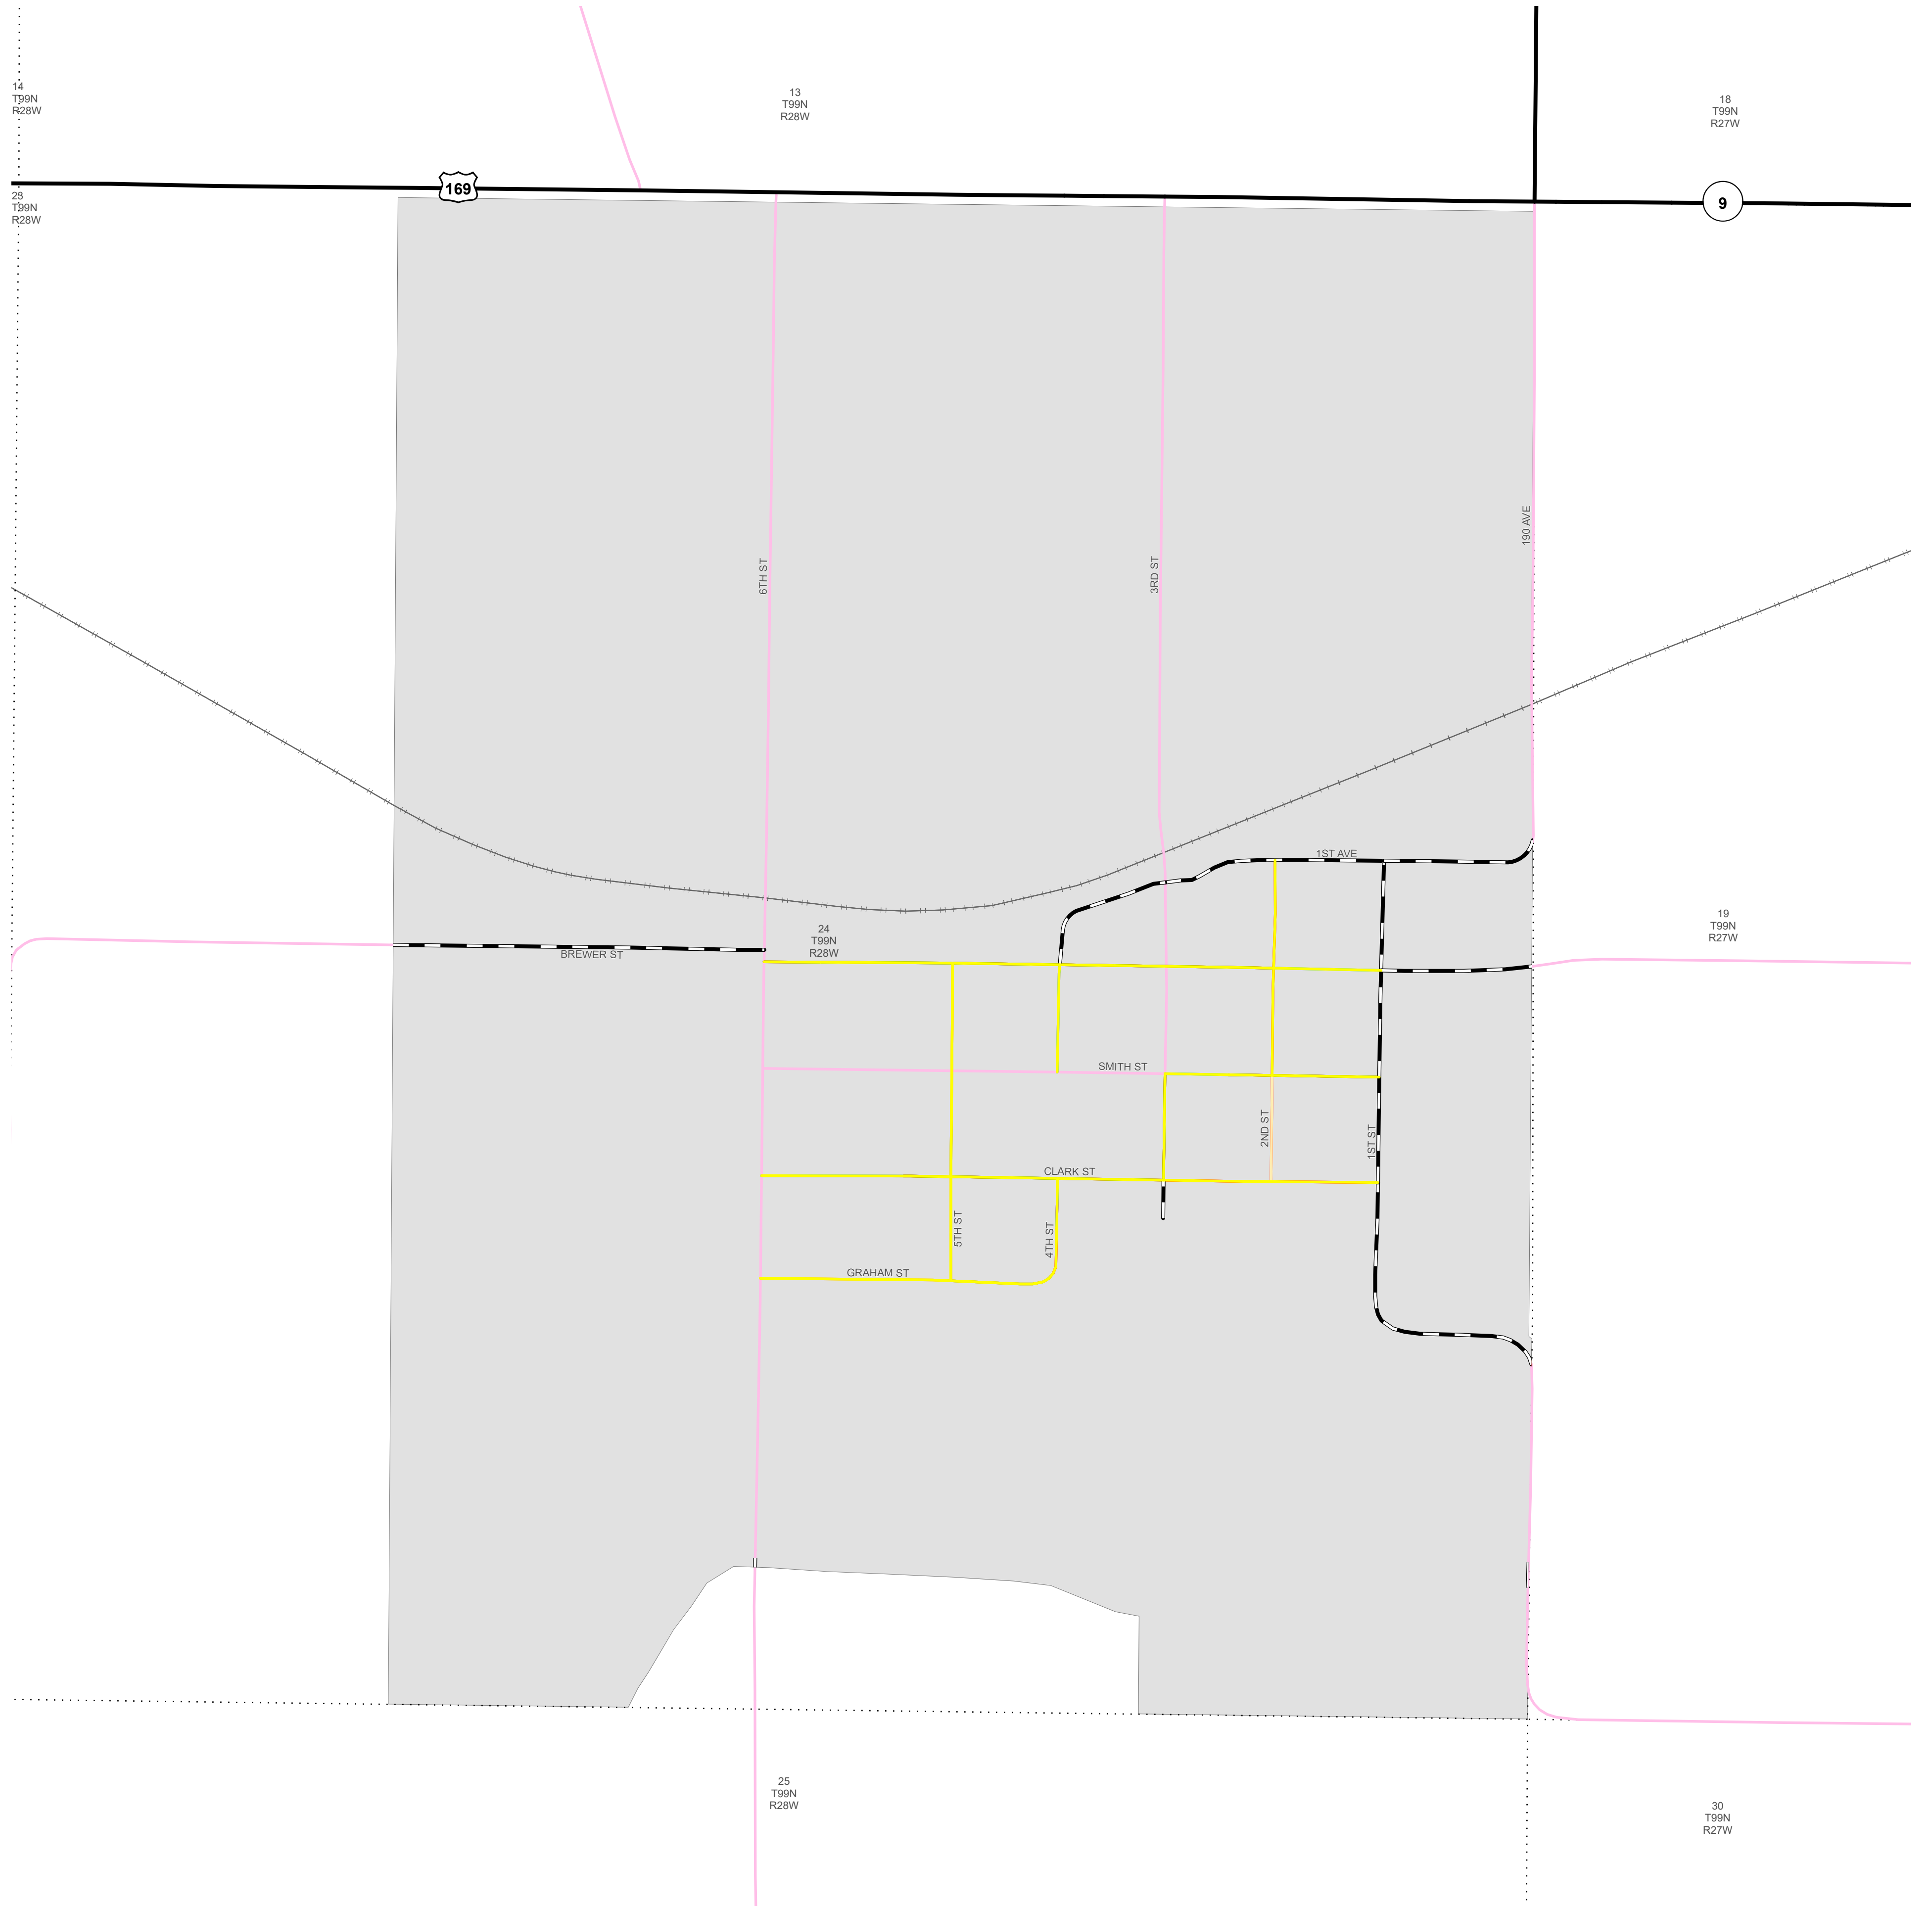 14
T99N
R28W
13
T99N
R28W
18
T99N
R27W
169
9
23
T99N
R28W
190 AVE
6TH ST
3RD ST
1ST AVE
24
T99N
R28W
19
T99N
R27W
BREWER ST
SMITH ST
2ND ST
1ST ST
CLARK ST
5TH ST
4TH ST
GRAHAM ST
25
T99N
R28W
30
T99N
R27W